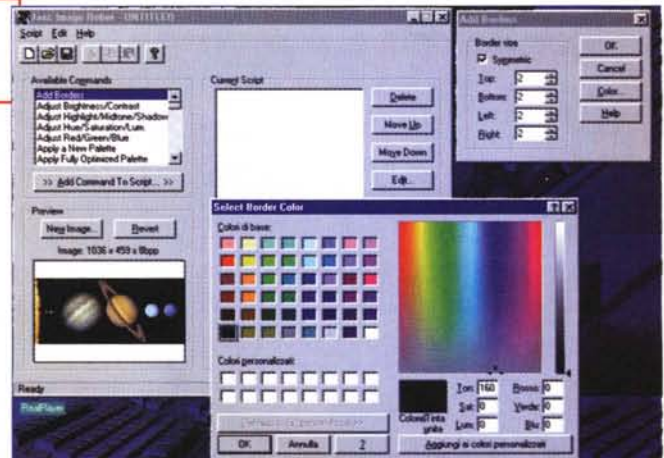 Jasc Image Robot - UNTITLED
Script Edit Help
Available Commands
Add Borders
Adjust Brightness/Contrast
Adjust Highlight/Midtone/Shadow
Adjust Hue/Saturation/Lum.
Adjust Red/Green/Blue
Apply a New Palette
Apply Fully Optimized Palette
>> Add Command To Script... >>
Current Script
Delete
Move Up
Move Down
Edit...
Preview
New Image...
Revert
Image: 1036 x 459 x 8bpp
Ready
RealPlayer
Add Borders
Border size
Symmetric
Top: 2
Bottom: 2
Left: 2
Right: 2
OK
Cancel
Color...
Help
Select Border Color
Colori di base:
Colori personalizzati:
OK
Annulla
?
Colore/Tinta
unita
Ton: 160
Sat: 0
Lum: 0
Rosso: 0
Verde: 0
Blu: 0
Aggiungi ai colori personalizzati